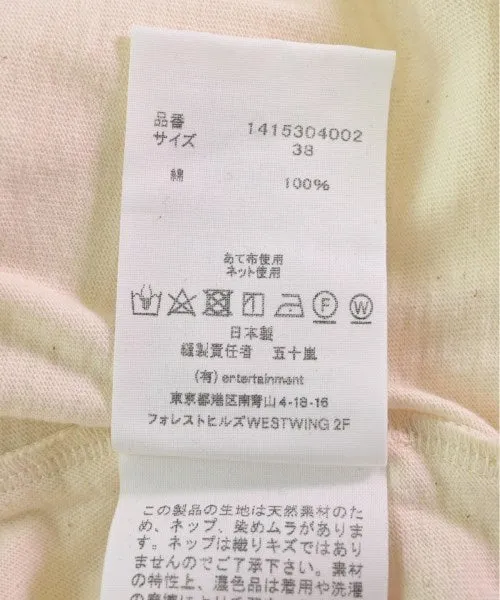 品番 1415304002
サイズ 38
綿 100%
あて布使用
ネット使用
F W
日本製
縫製責任者 五十嵐
(有) entertainment
東京都港区南青山4-18-16
フォレストヒルズWESTWING 2F
この製品の生地は天然素材のた
め、ネップ、染めムラがありま
す。ネップは織りキズではあり
ませんのでご了承下さい。素材
の特性上、濃色品は着用や洗濯